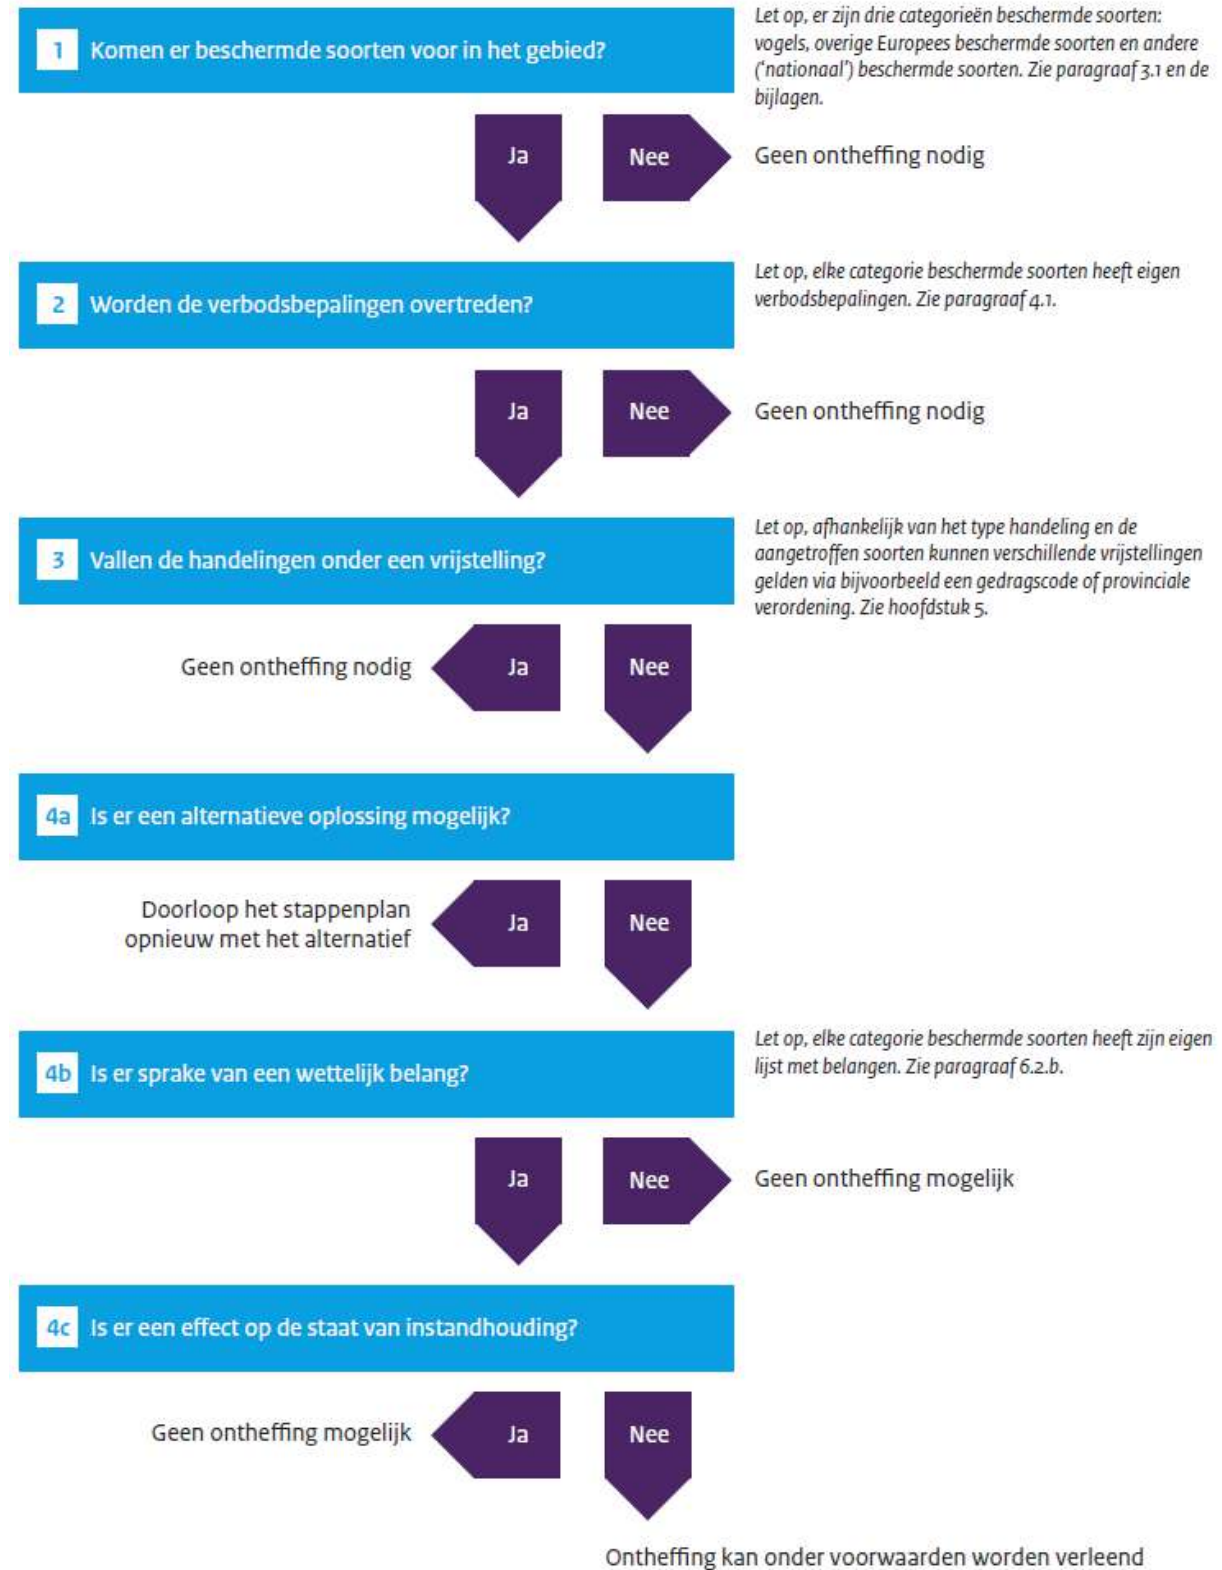 1 Komen er beschermde soorten voor in het gebied?
Let op, er zijn drie categorieën beschermde soorten:
vogels, overige Europees beschermde soorten en andere
(‘nationaal’) beschermde soorten. Zie paragraaf 3.1 en de
bijlagen.
Ja
Nee
Geen ontheffing nodig
2 Worden de verbodsbepalingen overtreden?
Let op, elke categorie beschermde soorten heeft eigen
verbodsbepalingen. Zie paragraaf 4.1.
Ja
Nee
Geen ontheffing nodig
3 Vallen de handelingen onder een vrijstelling?
Let op, afhankelijk van het type handeling en de
aangetroffen soorten kunnen verschillende vrijstellingen
gelden via bijvoorbeeld een gedragscode of provinciale
verordening. Zie hoofdstuk 5.
Geen ontheffing nodig
Ja
Nee
4a Is er een alternatieve oplossing mogelijk?
Doorloop het stappenplan
opnieuw met het alternatief
Ja
Nee
4b Is er sprake van een wettelijk belang?
Let op, elke categorie beschermde soorten heeft zijn eigen
lijst met belangen. Zie paragraaf 6.2.b.
Ja
Nee
Geen ontheffing mogelijk
4c Is er een effect op de staat van instandhouding?
Geen ontheffing mogelijk
Ja
Nee
Ontheffing kan onder voorwaarden worden verleend